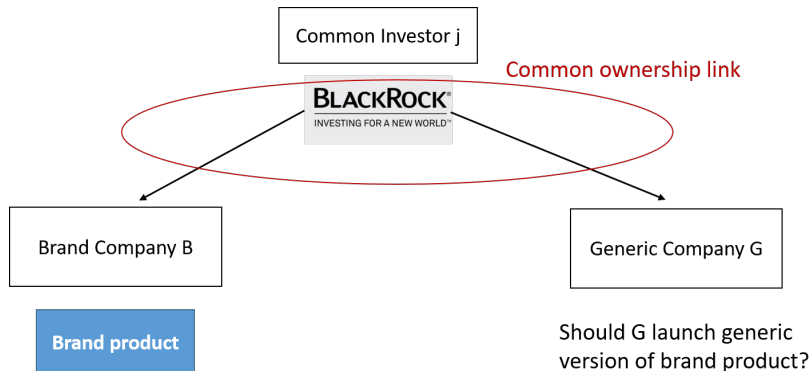 Common Investor j
Common ownership link
BLACKROCK®
INVESTING FOR A NEW WORLD™
Brand Company B
Generic Company G
Brand product
Should G launch generic
version of brand product?